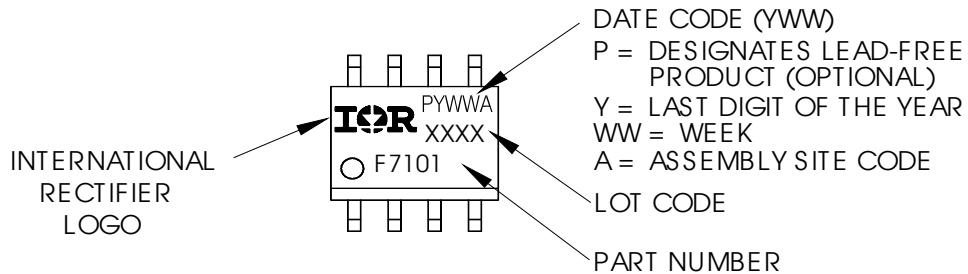 DATE CODE (YWW)
P = DESIGNATES LEAD-FREE
PRODUCT (OPTIONAL)
Y = LAST DIGIT OF THE YEAR
WW = WEEK
A = ASSEMBLY SITE CODE
LOT CODE
PART NUMBER
INTERNATIONAL
RECTIFIER
LOGO
IOR
PYWWA
XXXX
F7101